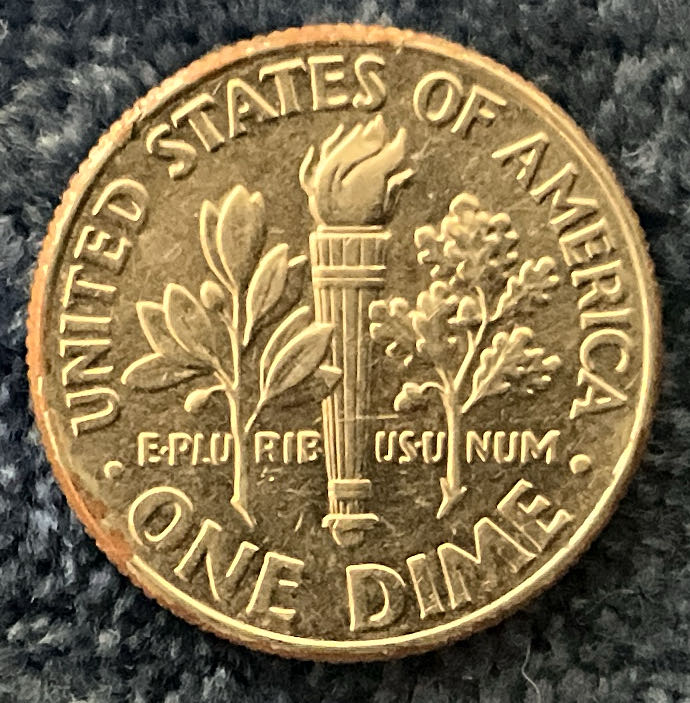 UNITED STATES OF AMERICA
E·PLURIBUS·UNUM
· ONE DIME ·